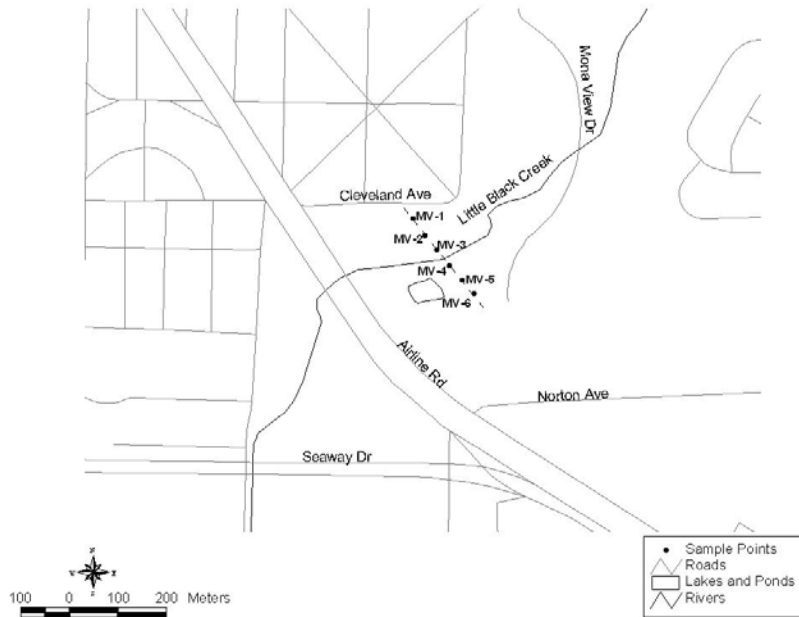 Mona View Dr
Cleveland Ave
Little Black Creek
MV-1
MV-2
MV-3
MV-4
MV-5
MV-6
Airline Rd
Norton Ave
Seaway Dr
N
E
S
100 0 100 200 Meters
Sample Points
Roads
Lakes and Ponds
Rivers